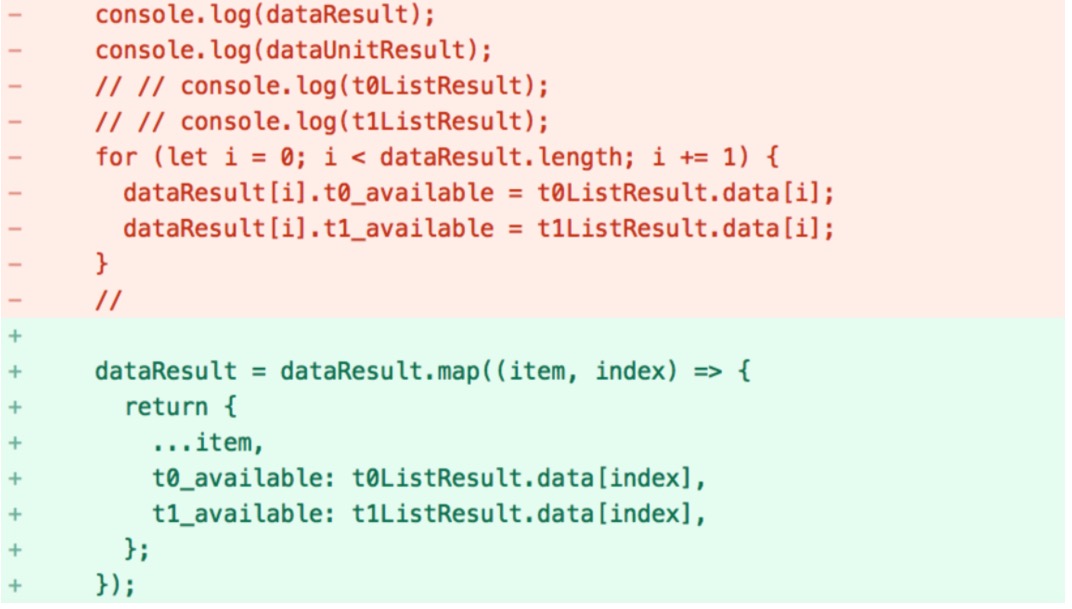 -     console.log(dataResult);
-     console.log(dataUnitResult);
-     // // console.log(t0ListResult);
-     // // console.log(t1ListResult);
-     for (let i = 0; i < dataResult.length; i += 1) {
-       dataResult[i].t0_available = t0ListResult.data[i];
-       dataResult[i].t1_available = t1ListResult.data[i];
-     }
-     //
+
+     dataResult = dataResult.map((item, index) => {
+       return {
+         ...item,
+         t0_available: t0ListResult.data[index],
+         t1_available: t1ListResult.data[index],
+       };
+     });